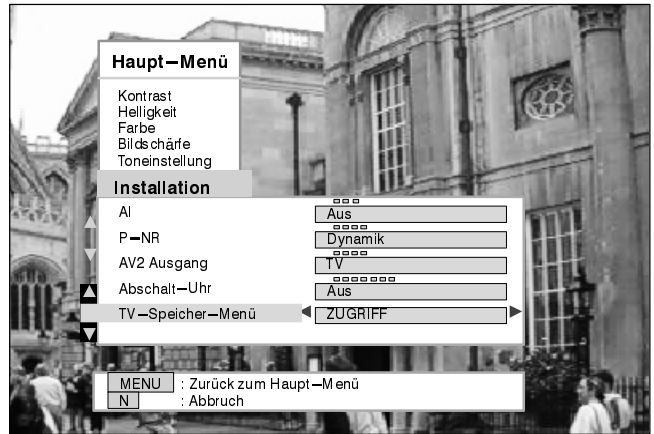 Haupt–Menü
Kontrast
Helligkeit
Farbe
Bildschärfe
Toneinstellung
Installation
AI Aus
P–NR Dynamik
AV2 Ausgang TV
Abschalt–Uhr Aus
TV–Speicher–Menü ZUGRIFF
MENU : Zurück zum Haupt–Menü
N : Abbruch